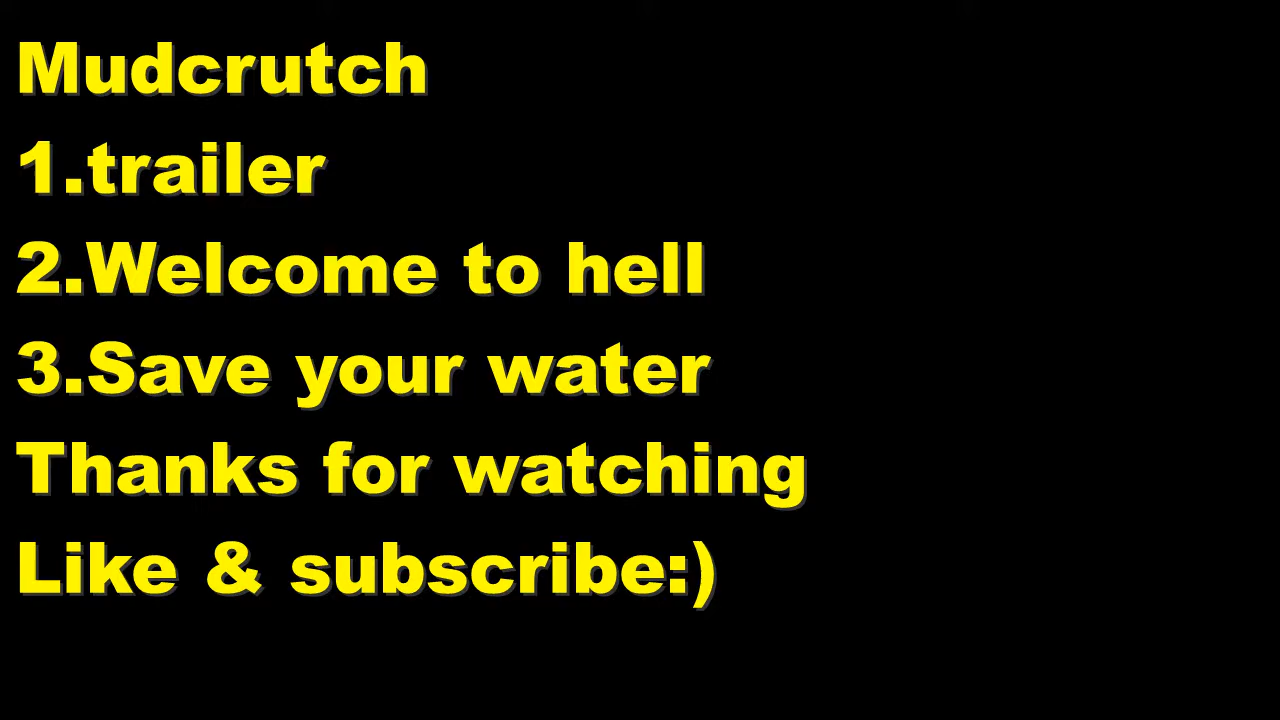 Mudcrutch
1.trailer
2.Welcome to hell
3.Save your water
Thanks for watching
Like & subscribe:)